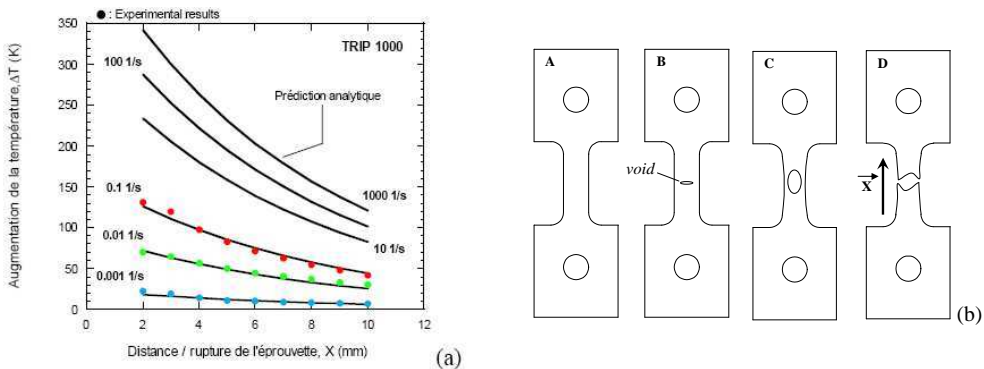 ● : Experimental results
350
300
250
200
150
100
50
0
Augmentation de la température,ΔT (K)
TRIP 1000
100 1/s
Prédiction analytique
0.1 1/s
1000 1/s
0.01 1/s
10 1/s
0.001 1/s
0 2 4 6 8 10 12
Distance / rupture de l'éprouvette, X (mm)
(a)
A B C D
void
X
(b)